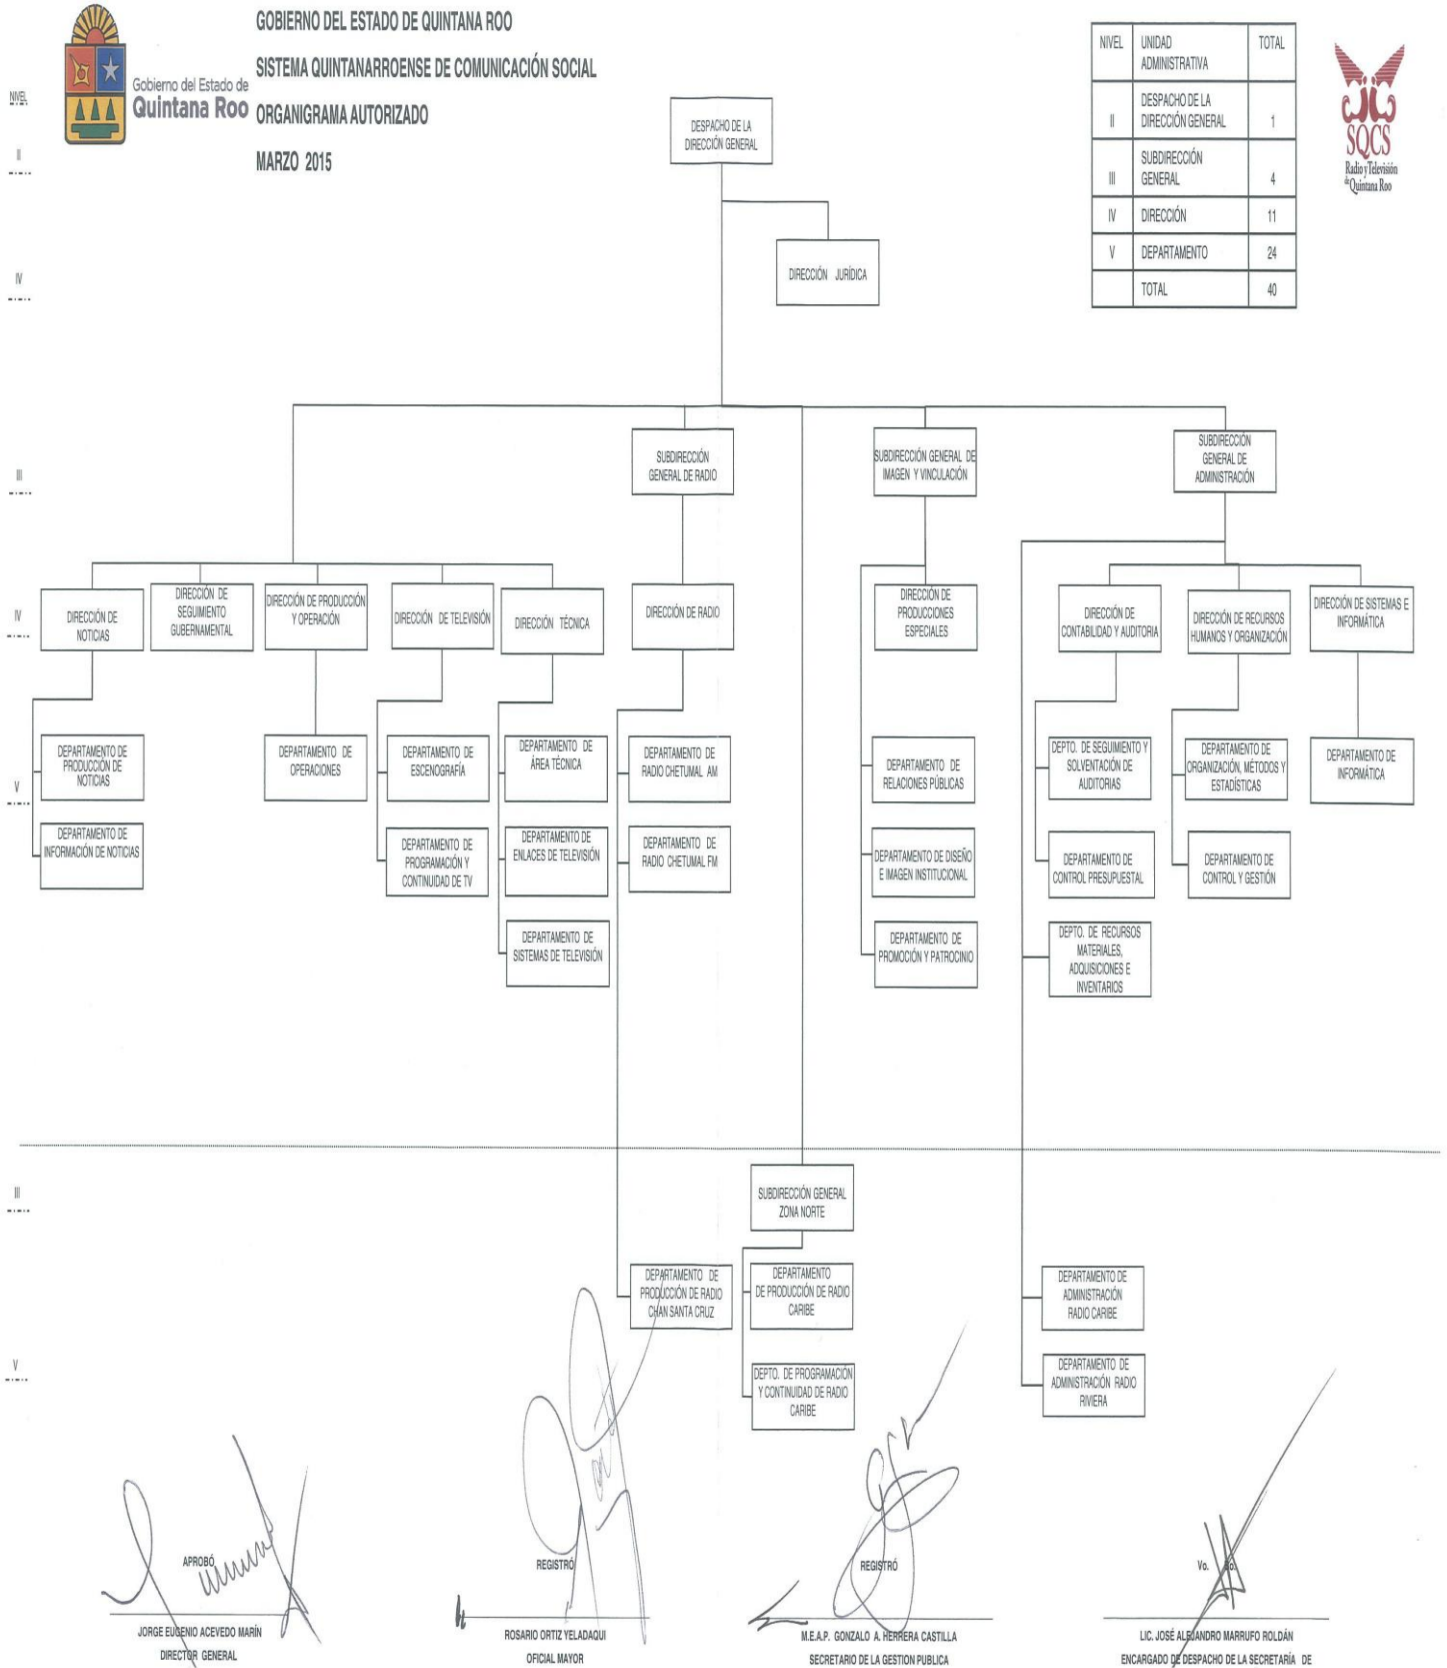 GOBIERNO DEL ESTADO DE QUINTANA ROO
SISTEMA QUINTANARROENSE DE COMUNICACIÓN SOCIAL
ORGANIGRAMA AUTORIZADO
MARZO 2015
Gobierno del Estado de
Quintana Roo
NIVEL
II
IV
III
IV
V
III
V
NIVEL UNIDAD ADMINISTRATIVA TOTAL
II DESPACHO DE LA DIRECCIÓN GENERAL 1
III SUBDIRECCIÓN GENERAL 4
IV DIRECCIÓN 11
V DEPARTAMENTO 24
TOTAL 40
SQCS
Radio y Televisión
de Quintana Roo
DESPACHO DE LA
DIRECCIÓN GENERAL
DIRECCIÓN JURÍDICA
SUBDIRECCIÓN
GENERAL DE RADIO
SUBDIRECCIÓN GENERAL DE
IMAGEN Y VINCULACIÓN
SUBDIRECCIÓN
GENERAL DE
ADMINISTRACIÓN
DIRECCIÓN DE
NOTICIAS
DIRECCIÓN DE
SEGUIMIENTO
GUBERNAMENTAL
DIRECCIÓN DE PRODUCCIÓN
Y OPERACIÓN
DIRECCIÓN DE TELEVISIÓN
DIRECCIÓN TÉCNICA
DIRECCIÓN DE RADIO
DIRECCIÓN DE
PRODUCCIONES
ESPECIALES
DIRECCIÓN DE
CONTABILIDAD Y AUDITORIA
DIRECCIÓN DE RECURSOS
HUMANOS Y ORGANIZACIÓN
DIRECCIÓN DE SISTEMAS E
INFORMÁTICA
DEPARTAMENTO DE
PRODUCCIÓN DE
NOTICIAS
DEPARTAMENTO DE
OPERACIONES
DEPARTAMENTO DE
ESCENOGRAFÍA
DEPARTAMENTO DE
ÁREA TÉCNICA
DEPARTAMENTO DE
RADIO CHETUMAL AM
DEPARTAMENTO DE
RELACIONES PÚBLICAS
DEPTO. DE SEGUIMIENTO Y
SOLVENTACIÓN DE
AUDITORIAS
DEPARTAMENTO DE
ORGANIZACIÓN, MÉTODOS Y
ESTADÍSTICAS
DEPARTAMENTO DE
INFORMÁTICA
DEPARTAMENTO DE
INFORMACIÓN DE NOTICIAS
DEPARTAMENTO DE
PROGRAMACIÓN Y
CONTINUIDAD DE TV
DEPARTAMENTO DE
ENLACES DE TELEVISIÓN
DEPARTAMENTO DE
RADIO CHETUMAL FM
DEPARTAMENTO DE DISEÑO
E IMAGEN INSTITUCIONAL
DEPARTAMENTO DE
CONTROL PRESUPUESTAL
DEPARTAMENTO DE
CONTROL Y GESTIÓN
DEPARTAMENTO DE
SISTEMAS DE TELEVISIÓN
DEPARTAMENTO DE
PROMOCIÓN Y PATROCINIO
DEPTO. DE RECURSOS
MATERIALES,
ADQUISICIONES E
INVENTARIOS
SUBDIRECCIÓN GENERAL
ZONA NORTE
DEPARTAMENTO DE
PRODUCCIÓN DE RADIO
CHAN SANTA CRUZ
DEPARTAMENTO
DE PRODUCCIÓN DE RADIO
CARIBE
DEPARTAMENTO DE
ADMINISTRACIÓN
RADIO CARIBE
DEPTO. DE PROGRAMACIÓN
Y CONTINUIDAD DE RADIO
CARIBE
DEPARTAMENTO DE
ADMINISTRACIÓN RADIO
RIVIERA
APROBÓ
JORGE EUGENIO ACEVEDO MARÍN
DIRECTOR GENERAL
REGISTRÓ
ROSARIO ORTIZ YELADAQUI
OFICIAL MAYOR
REGISTRÓ
M.E.A.P. GONZALO A. HERRERA CASTILLA
SECRETARIO DE LA GESTION PUBLICA
Vo. Bo.
LIC. JOSÉ ALEJANDRO MARRUFO ROLDÁN
ENCARGADO DE DESPACHO DE LA SECRETARÍA DE